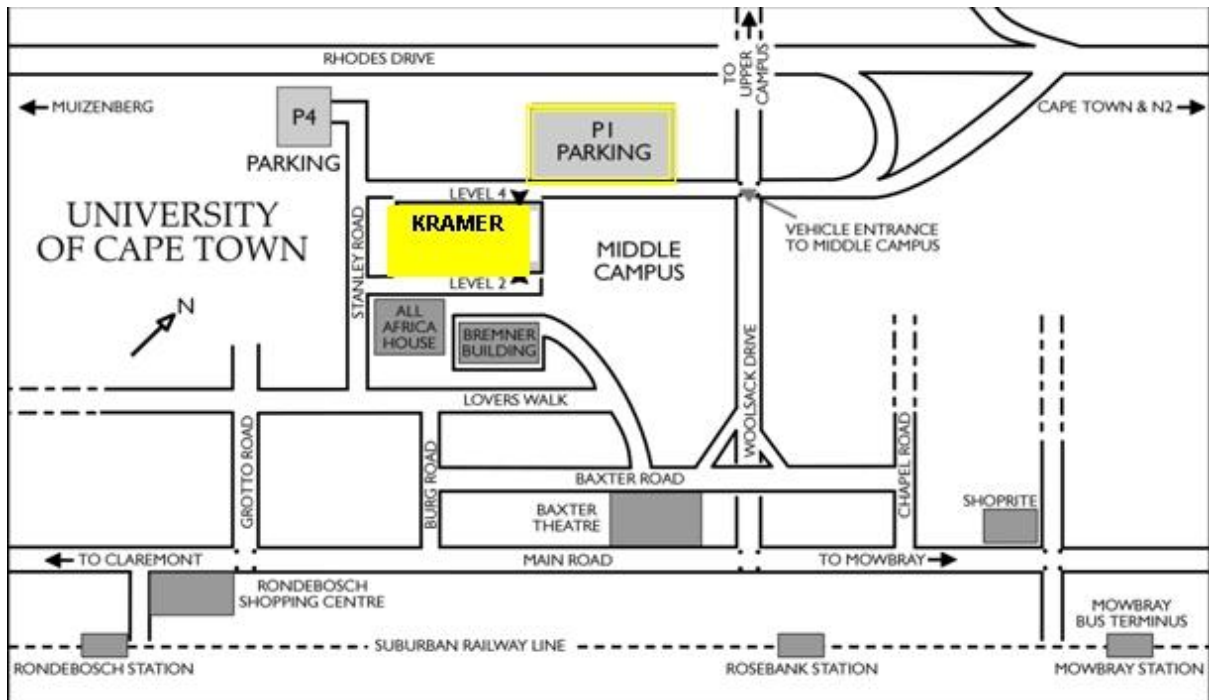 RHODES DRIVE
TO
UPPER
CAMPUS
MUIZENBERG
P4
PARKING
P1
PARKING
CAPE TOWN & N2
LEVEL 4
UNIVERSITY
OF CAPE TOWN
KRAMER
MIDDLE
CAMPUS
VEHICLE ENTRANCE
TO MIDDLE CAMPUS
STANLEY ROAD
LEVEL 2
N
ALL
AFRICA
HOUSE
BREMNER
BUILDING
WOOLSACK DRIVE
LOVERS WALK
GROTTO ROAD
BURG ROAD
BAXTER ROAD
CHAPEL ROAD
BAXTER
THEATRE
SHOPRITE
TO CLAREMONT
MAIN ROAD
TO MOWBRAY
RONDEBOSCH
SHOPPING CENTRE
MOWBRAY
BUS TERMINUS
SUBURBAN RAILWAY LINE
RONDEBOSCH STATION
ROSEBANK STATION
MOWBRAY STATION